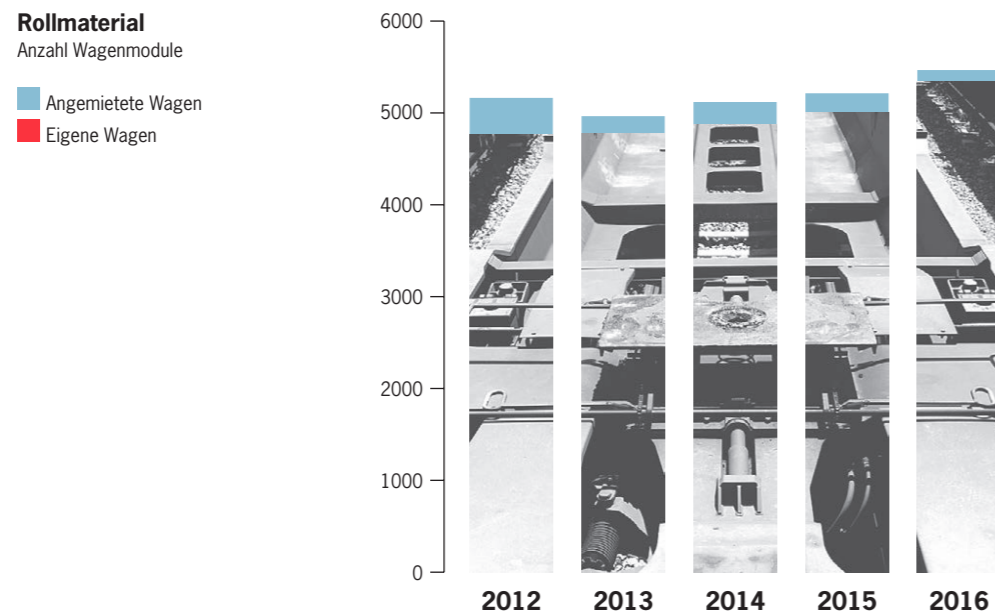 Rollmaterial
Anzahl Wagenmodule
Angemietete Wagen
Eigene Wagen
6000
5000
4000
3000
2000
1000
0
2012 2013 2014 2015 2016